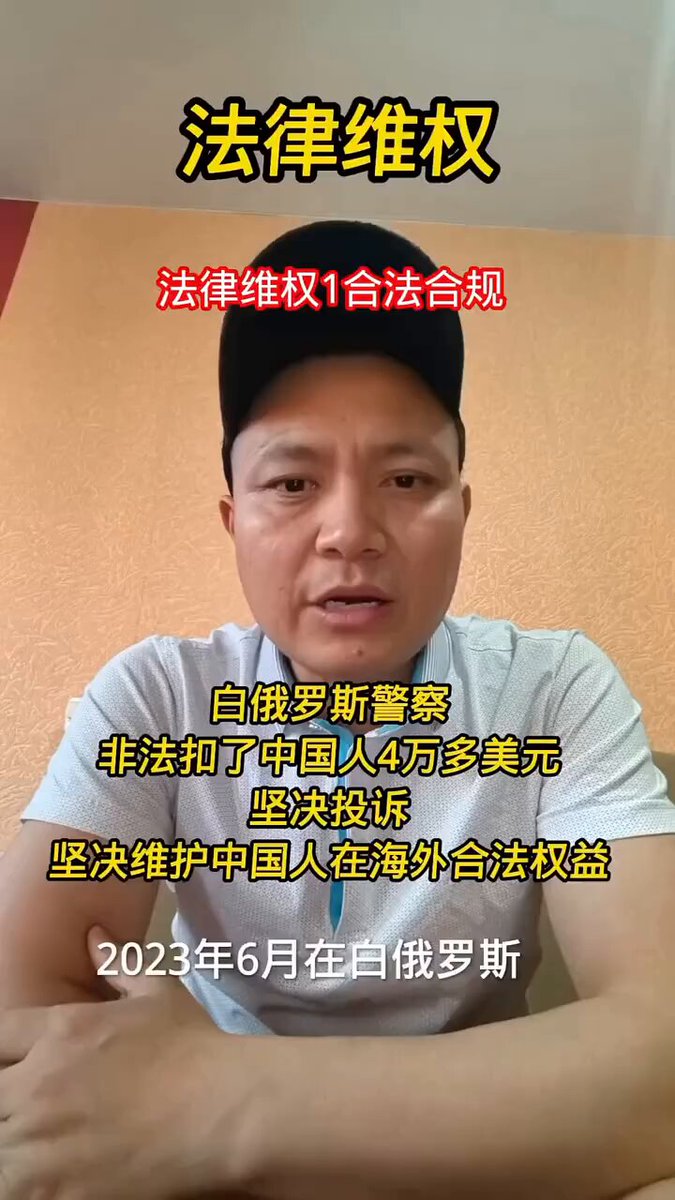 法律维权
法律维权1合法合规
白俄罗斯警察
非法扣了中国人4万多美元
坚决投诉
坚决维护中国人在海外合法权益
2023年6月在白俄罗斯